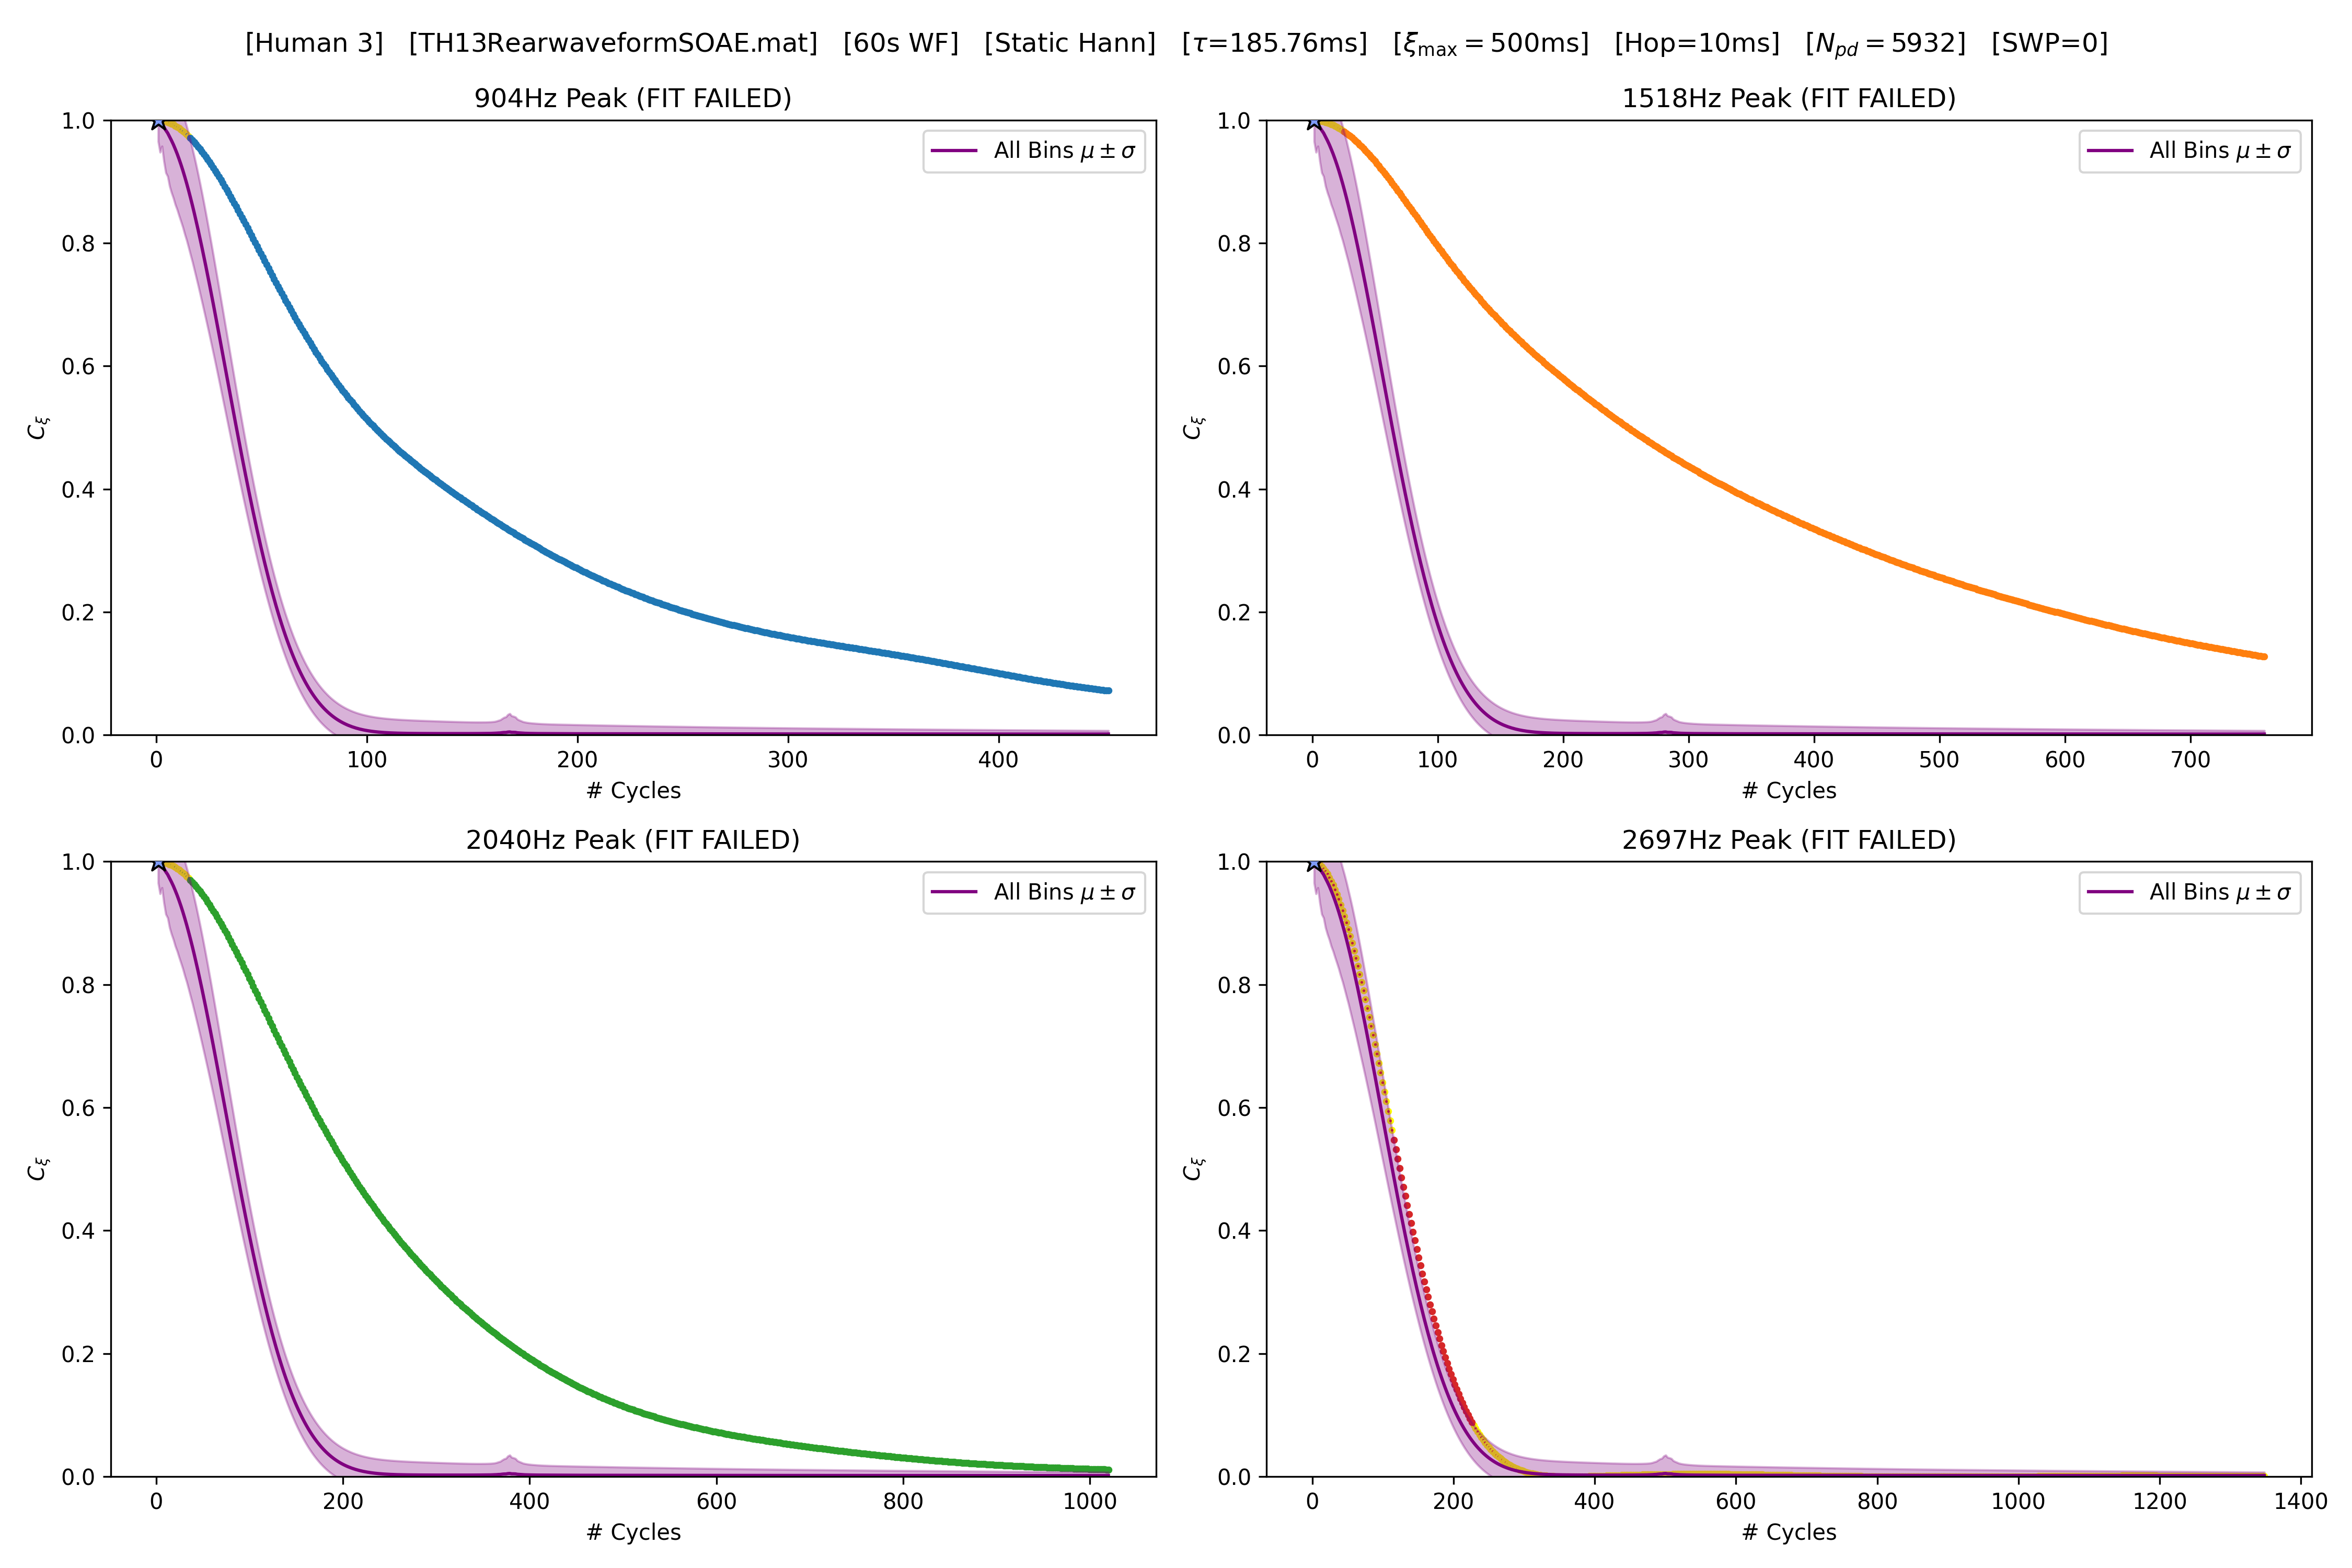 [Human 3] [TH13RearwaveformSOAE.mat] [60s WF] [Static Hann] [τ=185.76ms] [ξmax = 500ms] [Hop=10ms] [Npd = 5932] [SWP=0]
904Hz Peak (FIT FAILED)
1.0
0.8
0.6
0.4
0.2
0.0
Cξ
All Bins μ ± σ
0 100 200 300 400
# Cycles
1518Hz Peak (FIT FAILED)
1.0
0.8
0.6
0.4
0.2
0.0
Cξ
All Bins μ ± σ
0 100 200 300 400 500 600 700
# Cycles
2040Hz Peak (FIT FAILED)
1.0
0.8
0.6
0.4
0.2
0.0
Cξ
All Bins μ ± σ
0 200 400 600 800 1000
# Cycles
2697Hz Peak (FIT FAILED)
1.0
0.8
0.6
0.4
0.2
0.0
Cξ
All Bins μ ± σ
0 200 400 600 800 1000 1200 1400
# Cycles